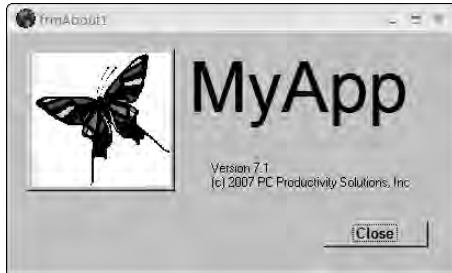 frmAbout1
MyApp
Version 7.1
(c) 2007 PC Productivity Solutions, Inc
Close